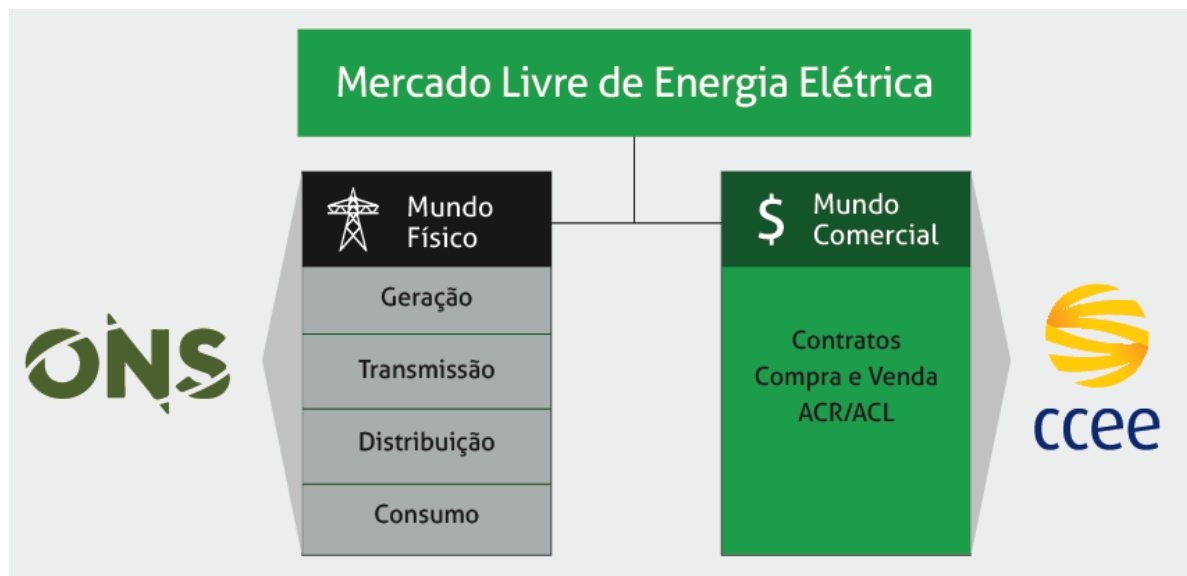 Mercado Livre de Energia Elétrica
Mundo
Físico
Geração
Transmissão
Distribuição
Consumo
$ Mundo
Comercial
Contratos
Compra e Venda
ACR/ACL
ONS
ccee